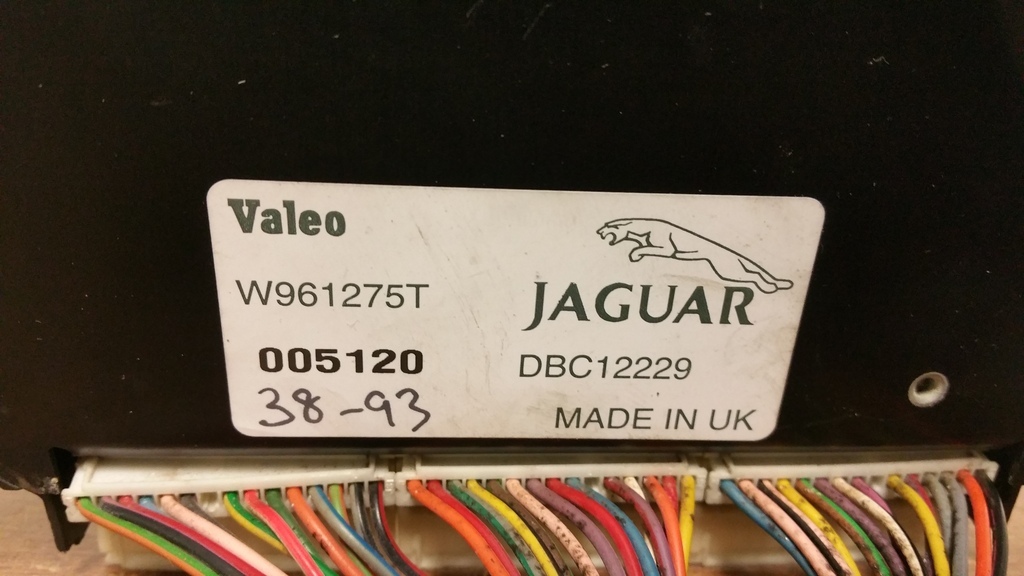 Valeo
W961275T
005120
38-93
JAGUAR
DBC12229
MADE IN UK